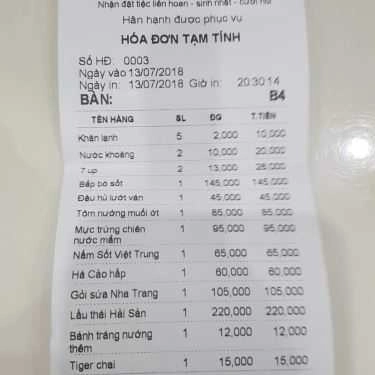 Nhận đặt tiệc liên hoan - sinh nhật - cưới hỏi
Hân hạnh được phục vụ
HÓA ĐƠN TẠM TÍNH
Số HĐ: 0003
Ngày vào 13/07/2018
Ngày in: 13/07/2018 Giờ in: 20:30:14
BÀN: B4
TÊN HÀNG SL ĐG T.TIỀN
Khăn lạnh 5 2,000 10,000
Nước khoáng 2 10,000 20,000
7 up 2 13,000 26,000
Bắp bò sốt 1 145,000 145,000
Đậu hủ lướt ván 1 45,000 45,000
Tôm nướng muối ớt 1 85,000 85,000
Mực trứng chiên 1 95,000 95,000
nước mắm
Nấm Sốt Việt Trung 1 65,000 65,000
Há Cảo hấp 1 60,000 60,000
Gỏi sứa Nha Trang 1 105,000 105,000
Lẩu thái Hải Sản 1 220,000 220,000
Bánh tráng nướng 1 12,000 12,000
thêm
Tiger chai 1 15,000 15,000